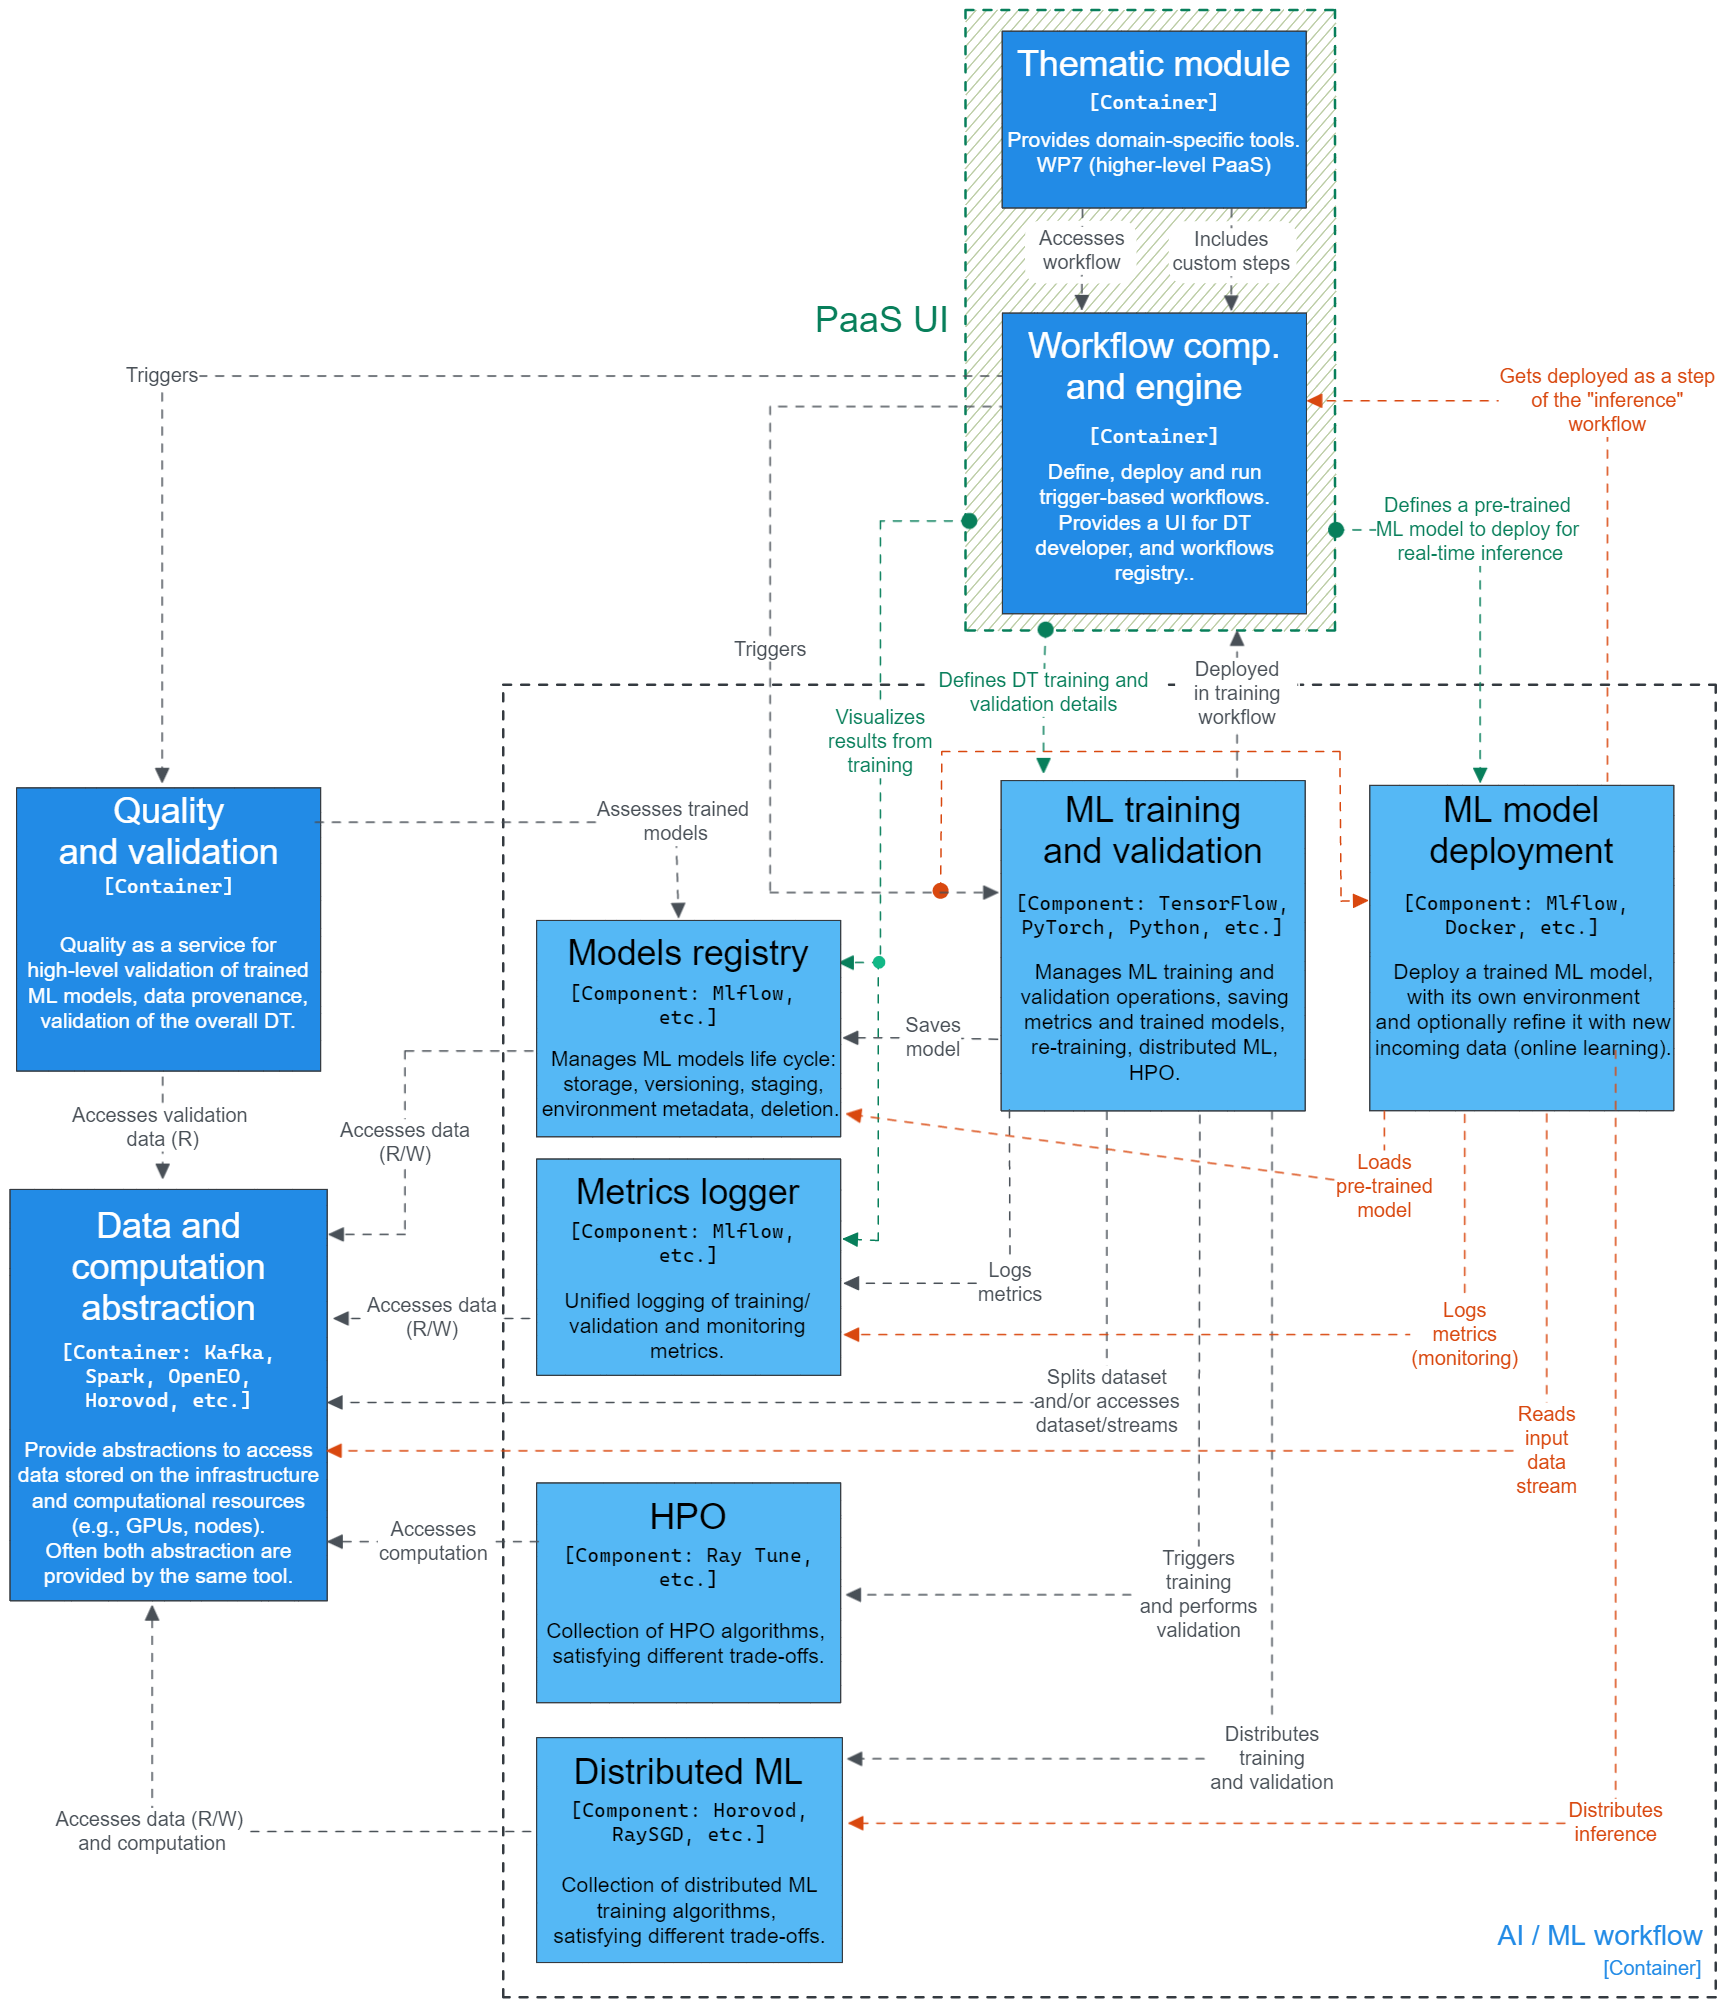 Thematic module
[Container]
Provides domain-specific tools.
WP7 (higher-level PaaS)
Accesses
workflow
Includes
custom steps
PaaS UI
Workflow comp.
and engine
[Container]
Define, deploy and run
trigger-based workflows.
Provides a UI for DT
developer, and workflows
registry..
Triggers
Gets deployed as a step
of the "inference"
workflow
Defines a pre-trained
ML model to deploy for
real-time inference
Triggers
Defines DT training and
validation details
Deployed
in training
workflow
Visualizes
results from
training
Quality
and validation
[Container]
Quality as a service for
high-level validation of trained
ML models, data provenance,
validation of the overall DT.
Assesses trained
models
ML training
and validation
[Component: TensorFlow,
PyTorch, Python, etc.]
Manages ML training and
validation operations, saving
metrics and trained models,
re-training, distributed ML,
HPO.
ML model
deployment
[Component: Mlflow,
Docker, etc.]
Deploy a trained ML model,
with its own environment
and optionally refine it with new
incoming data (online learning).
Models registry
[Component: Mlflow,
etc.]
Manages ML models life cycle:
storage, versioning, staging,
environment metadata, deletion.
Saves
model
Accesses validation
data (R)
Accesses data
(R/W)
Loads
pre-trained
model
Metrics logger
[Component: Mlflow,
etc.]
Unified logging of training/
validation and monitoring
metrics.
Logs
metrics
Accesses data
(R/W)
Logs
metrics
(monitoring)
Data and
computation
abstraction
[Container: Kafka,
Spark, OpenEO,
Horovod, etc.]
Provide abstractions to access
data stored on the infrastructure
and computational resources
(e.g., GPUs, nodes).
Often both abstraction are
provided by the same tool.
Splits dataset
and/or accesses
dataset/streams
Reads
input
data
stream
Accesses
computation
HPO
[Component: Ray Tune,
etc.]
Collection of HPO algorithms,
satisfying different trade-offs.
Triggers
training
and performs
validation
Distributed ML
[Component: Horovod,
RaySGD, etc.]
Collection of distributed ML
training algorithms,
satisfying different trade-offs.
Distributes
training
and validation
Distributes
inference
Accesses data (R/W)
and computation
AI / ML workflow
[Container]